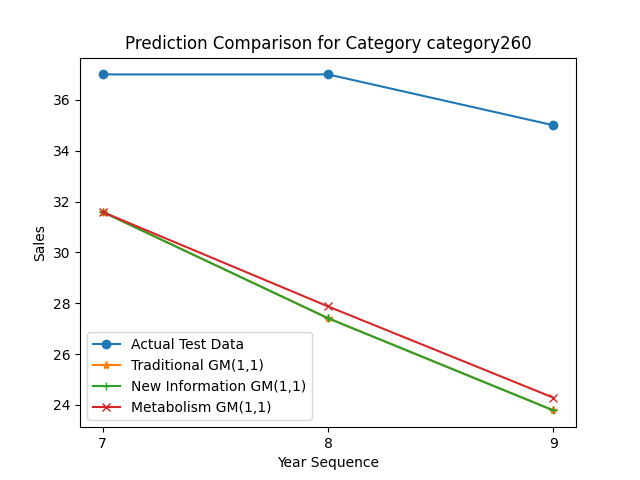 Prediction Comparison for Category category260
Sales
36
34
32
30
28
26
24
Actual Test Data
Traditional GM(1,1)
New Information GM(1,1)
Metabolism GM(1,1)
7
8
9
Year Sequence